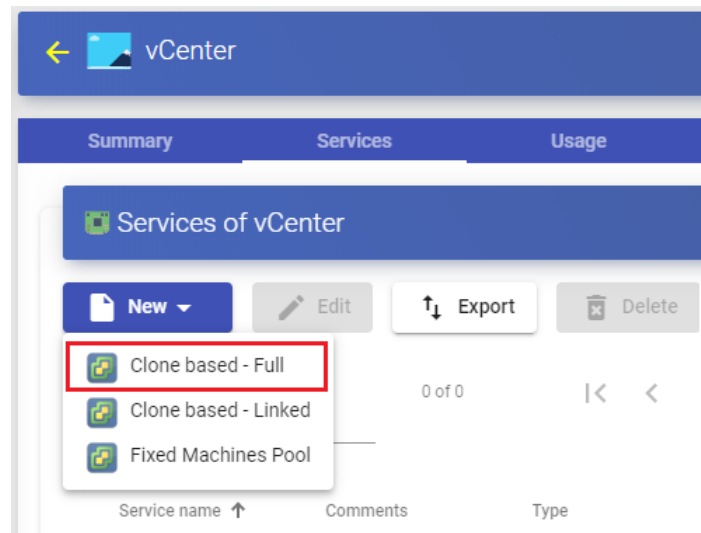 vCenter
Summary Services Usage
Services of vCenter
New Edit Export Delete
Clone based - Full
0 of 0
Clone based - Linked
Fixed Machines Pool
Service name Comments Type